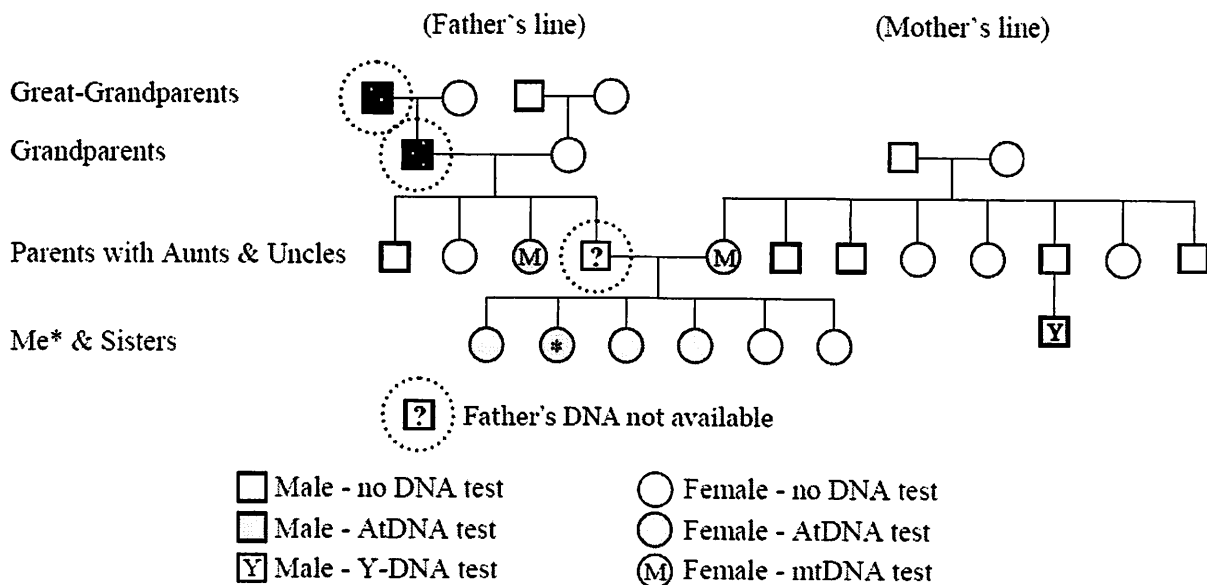 (Father`s line) (Mother`s line)
Great-Grandparents
Grandparents
Parents with Aunts & Uncles M ? M
Me* & Sisters * Y
? Father's DNA not available
Male - no DNA test Female - no DNA test
Male - AtDNA test Female - AtDNA test
Y Male - Y-DNA test M Female - mtDNA test